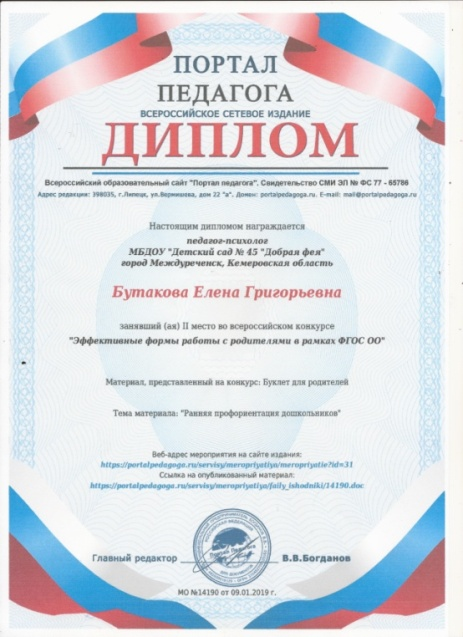 ПОРТАЛ
ПЕДАГОГА
ВСЕРОССИЙСКОЕ СЕТЕВОЕ ИЗДАНИЕ
ДИПЛОМ
Всероссийский образовательный сайт "Портал педагога". Свидетельство СМИ ЭЛ № ФС 77 - 65766
Адрес редакции: 398035, г.Липецк, ул.Вермишева, дом 22 "а". Домен: portalpedagoga.ru. E-mail: mail@portalpadagoga.ru
Настоящим дипломом награждается
педагог-психолог
МБДОУ "Детский сад № 45 "Добрая фея"
город Междуреченск, Кемеровская область
Бутакова Елена Григорьевна
занявший (ая) II место во всероссийском конкурсе
"Эффективные формы работы с родителями в рамках ФГОС ОО"
Материал, представленный на конкурс: Буклет для родителей
Тема материала: "Ранняя профориентация дошкольников"
Веб-адрес мероприятия на сайте издания:
https://portalpedagoga.ru/servisy/meropriyatiya/meropriyatie?id=31
Ссылка на опубликованный материал:
https://portalpedagoga.ru/servisy/meropriyatiya/faily_ishodniki/14190.doc
Главный редактор
В.В.Богданов
МО №14190 от 09.01.2019 г.